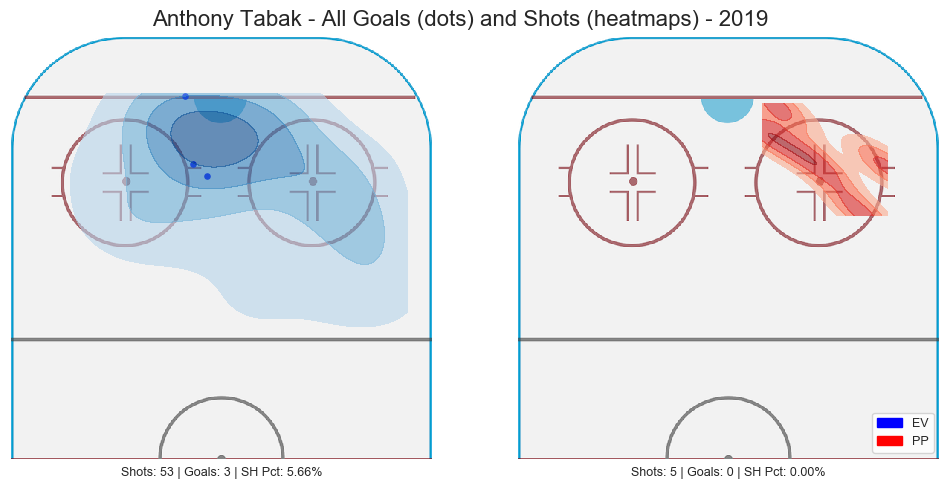 Anthony Tabak - All Goals (dots) and Shots (heatmaps) - 2019
EV
PP
Shots: 53 | Goals: 3 | SH Pct: 5.66%
Shots: 5 | Goals: 0 | SH Pct: 0.00%